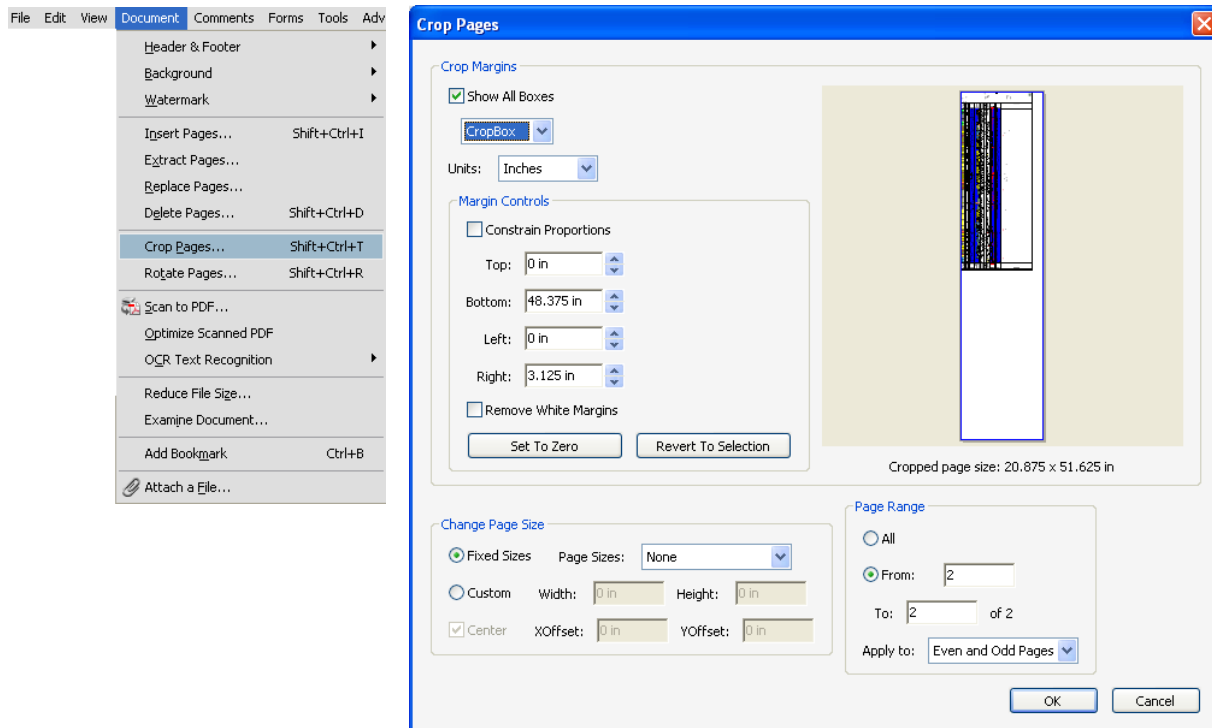 File Edit View Document Comments Forms Tools Adv
Header & Footer
Background
Watermark
Insert Pages... Shift+Ctrl+I
Extract Pages...
Replace Pages...
Delete Pages... Shift+Ctrl+D
Crop Pages... Shift+Ctrl+T
Rotate Pages... Shift+Ctrl+R
Scan to PDF...
Optimize Scanned PDF
OCR Text Recognition
Reduce File Size...
Examine Document...
Add Bookmark Ctrl+B
Attach a File...
Crop Pages
Crop Margins
Show All Boxes
CropBox
Units: Inches
Margin Controls
Constrain Proportions
Top: 0 in
Bottom: 48.375 in
Left: 0 in
Right: 3.125 in
Remove White Margins
Set To Zero Revert To Selection
Cropped page size: 20.875 x 51.625 in
Change Page Size
Fixed Sizes Page Sizes: None
Custom Width: 0 in Height: 0 in
Center XOffset: 0 in YOffset: 0 in
Page Range
All
From: 2
To: 2 of 2
Apply to: Even and Odd Pages
OK Cancel